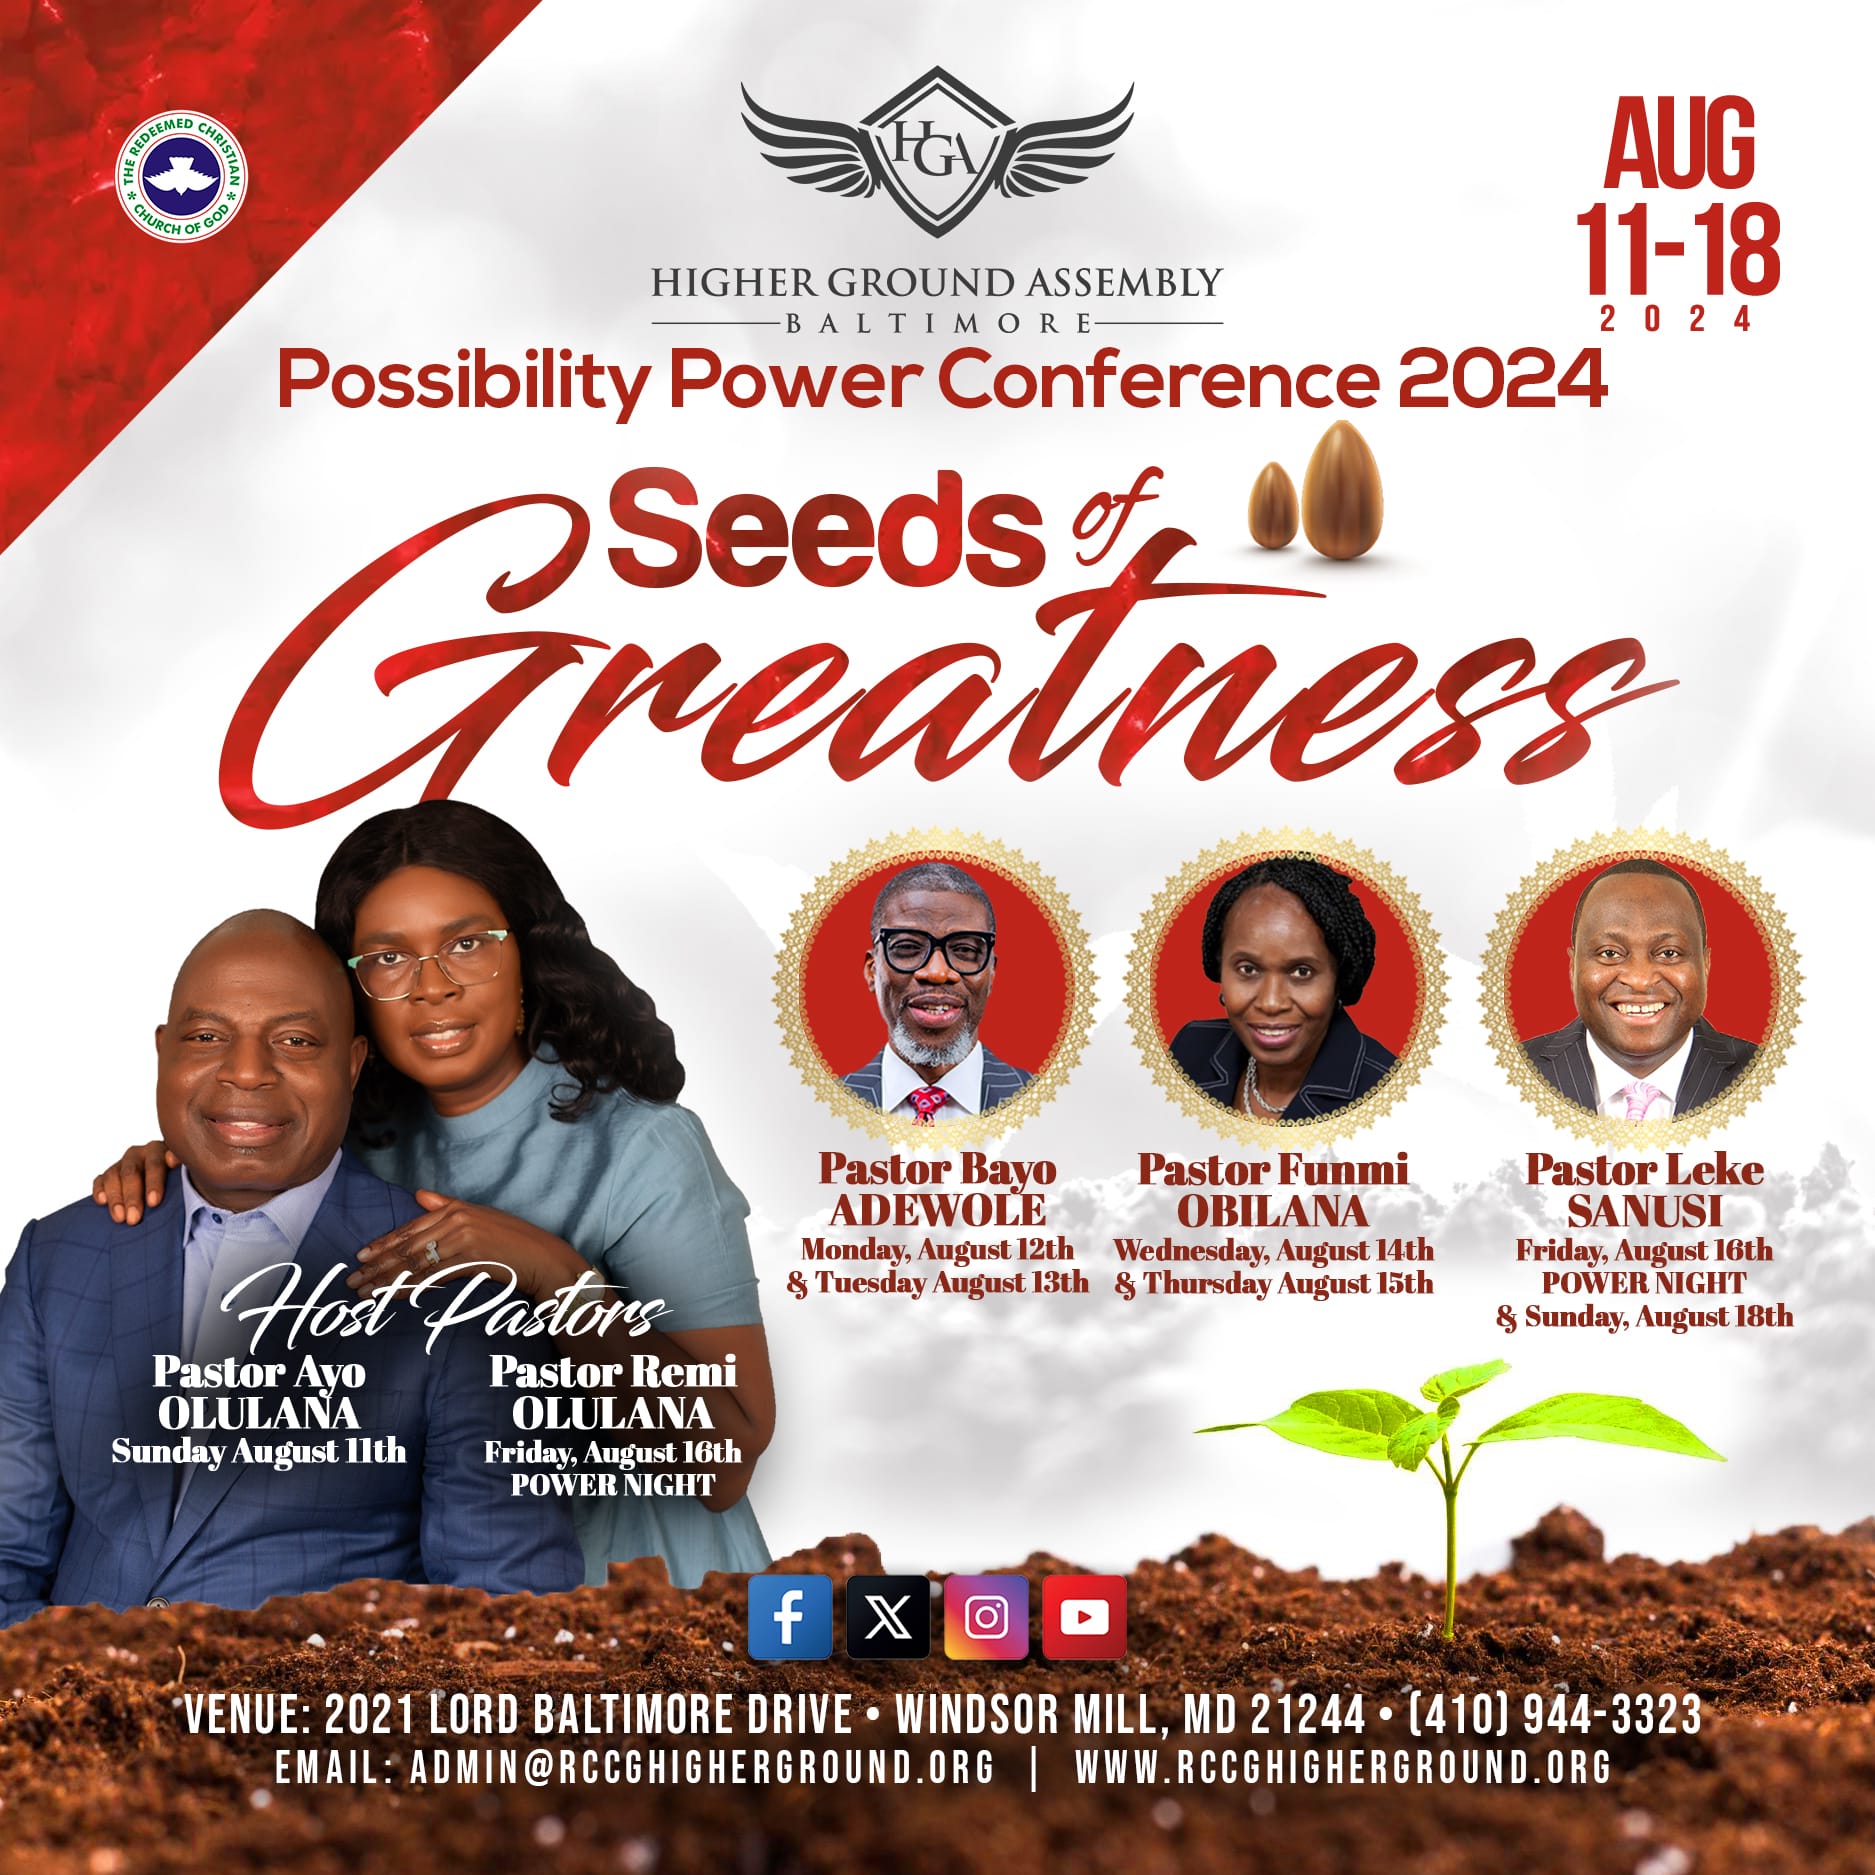 THE REDEEMED CHRISTIAN
CHURCH OF GOD
HGA
HIGHER GROUND ASSEMBLY
BALTIMORE
AUG
11-18
2024
Possibility Power Conference 2024
Seeds of
Greatness
Pastor Bayo
ADEWOLE
Monday, August 12th
& Tuesday August 13th
Pastor Funmi
OBILANA
Wednesday, August 14th
& Thursday August 15th
Pastor Leke
SANUSI
Friday, August 16th
POWER NIGHT
& Sunday, August 18th
Host Pastors
Pastor Ayo
OLULANA
Sunday August 11th
Pastor Remi
OLULANA
Friday, August 16th
POWER NIGHT
VENUE: 2021 LORD BALTIMORE DRIVE • WINDSOR MILL, MD 21244 • (410) 944-3323
EMAIL: ADMIN@RCCGHIGHERGROUND.ORG | WWW.RCCGHIGHERGROUND.ORG